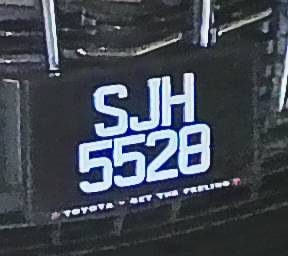 SJH
5528
TOYOTA - GET THE FEELING